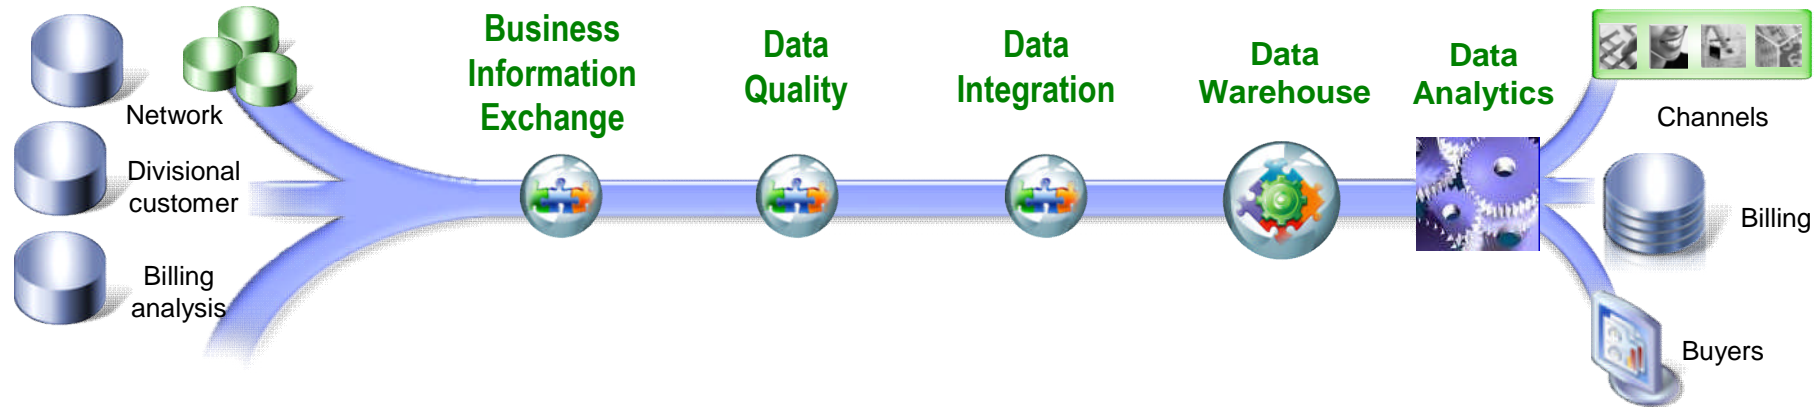 Network
Divisional
customer
Billing
analysis
Business
Information
Exchange
Data
Quality
Data
Integration
Data
Warehouse
Data
Analytics
Channels
Billing
Buyers